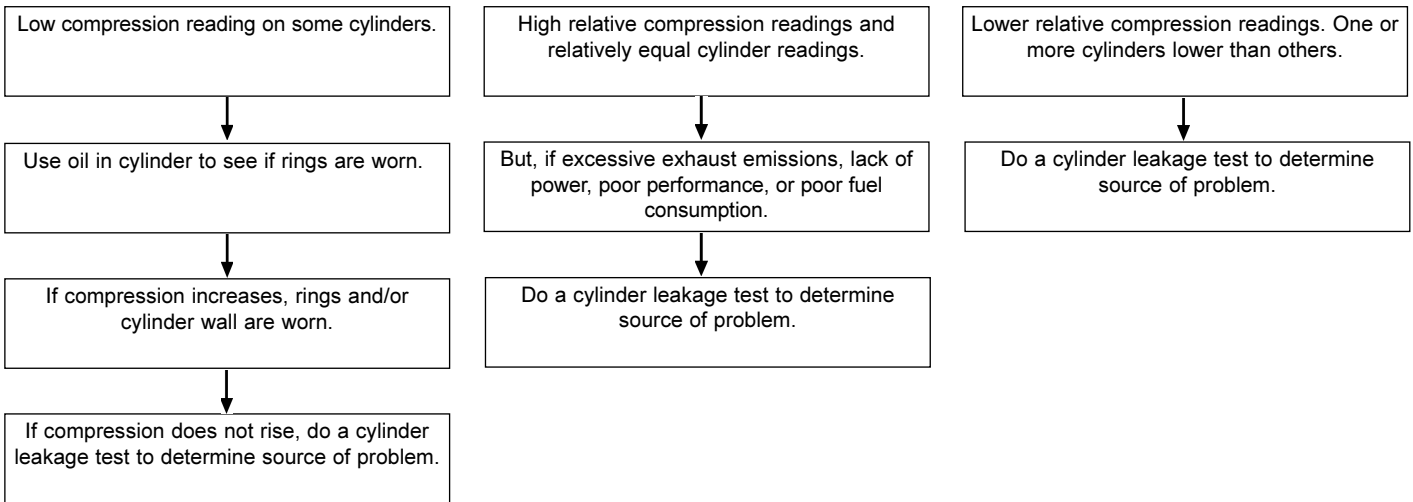 Low compression reading on some cylinders.
Use oil in cylinder to see if rings are worn.
If compression increases, rings and/or
cylinder wall are worn.
If compression does not rise, do a cylinder
leakage test to determine source of problem.
High relative compression readings and
relatively equal cylinder readings.
But, if excessive exhaust emissions, lack of
power, poor performance, or poor fuel
consumption.
Do a cylinder leakage test to determine
source of problem.
Lower relative compression readings. One or
more cylinders lower than others.
Do a cylinder leakage test to determine
source of problem.